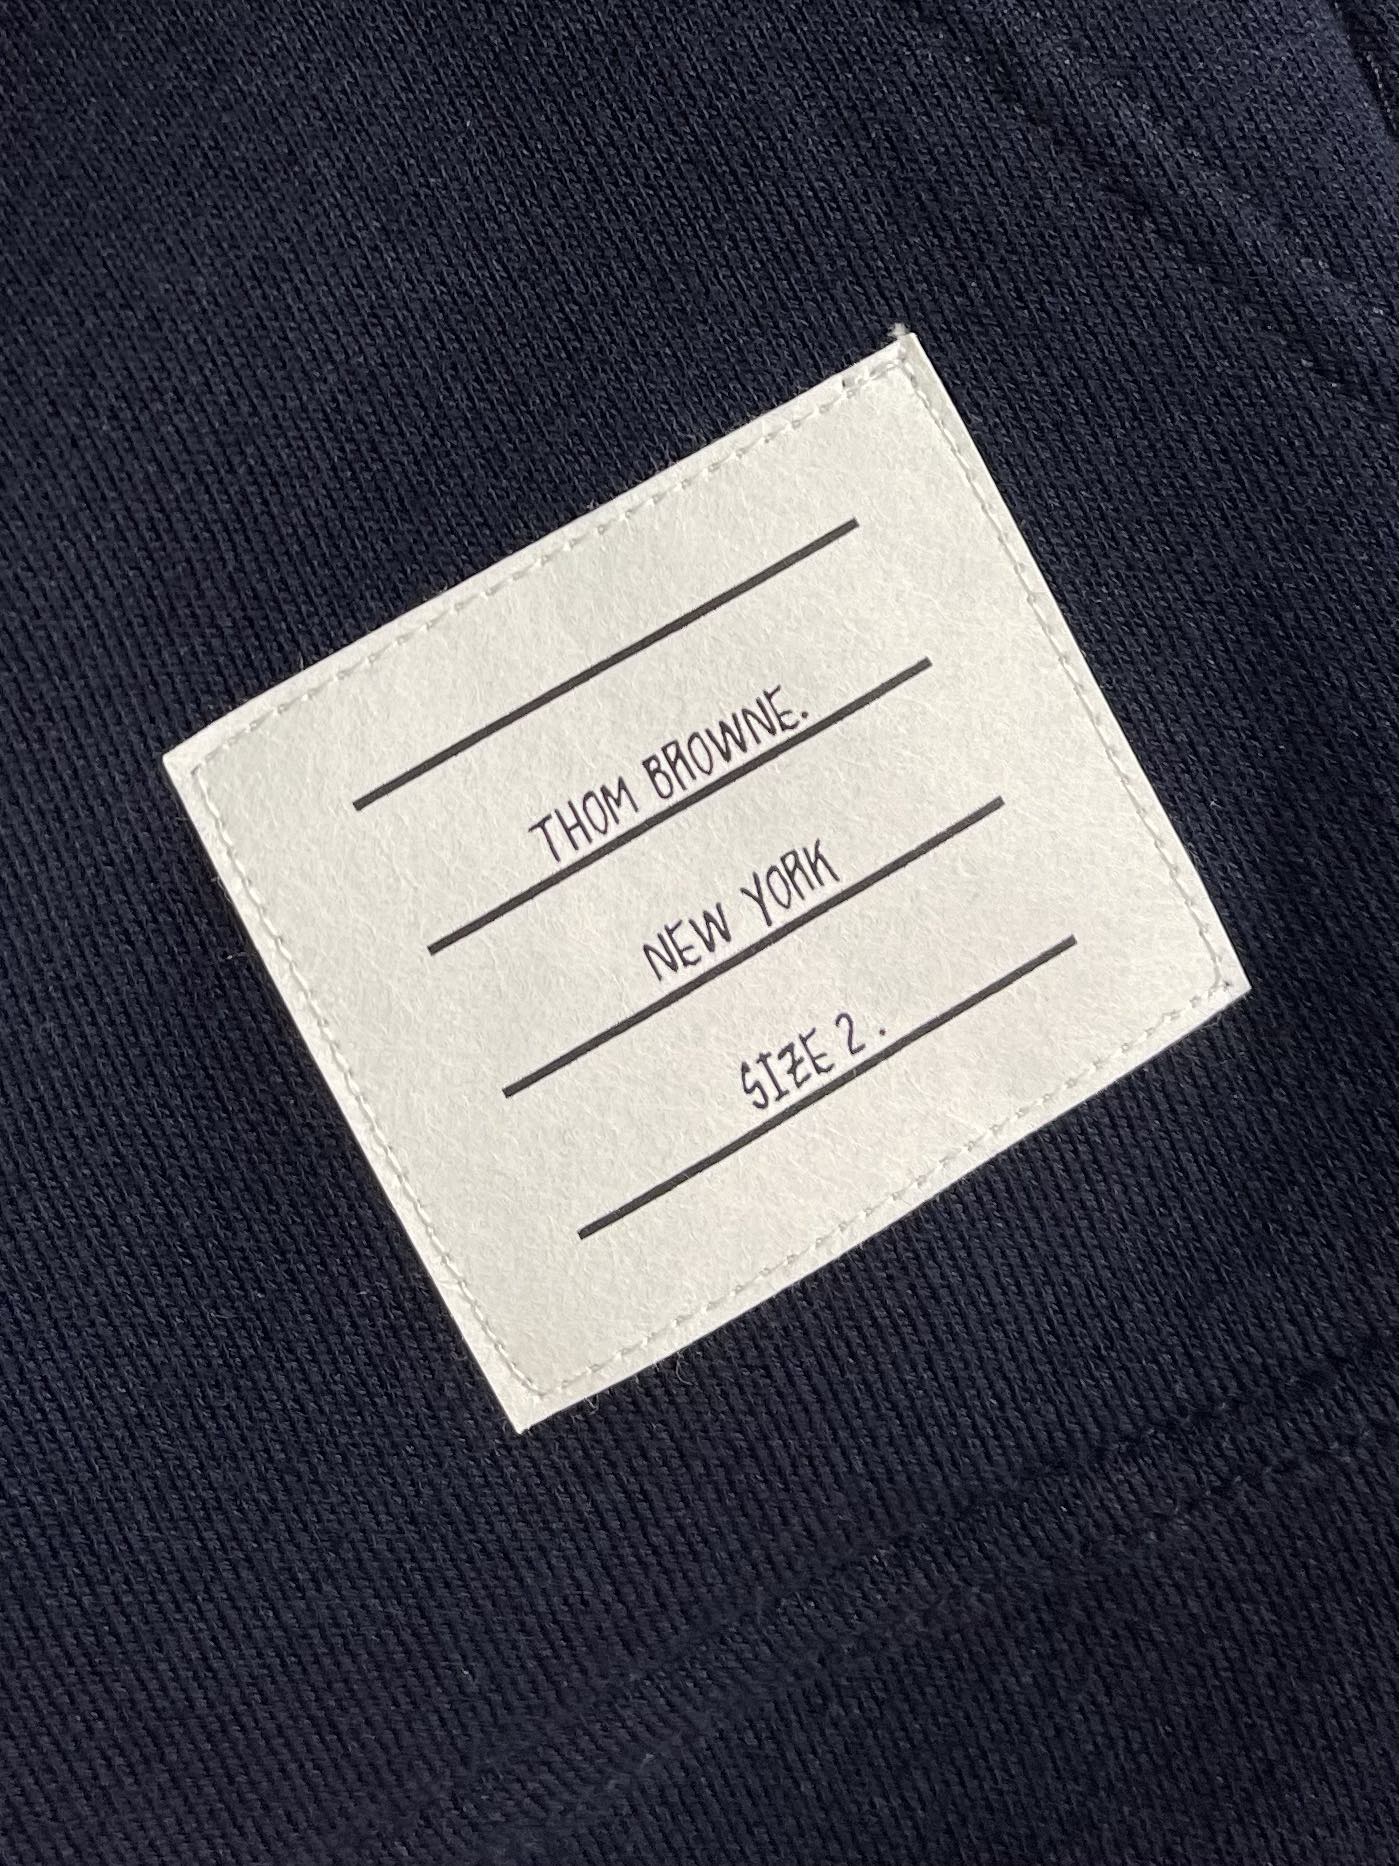 THOM BROWNE.
NEW YORK
SIZE 2.